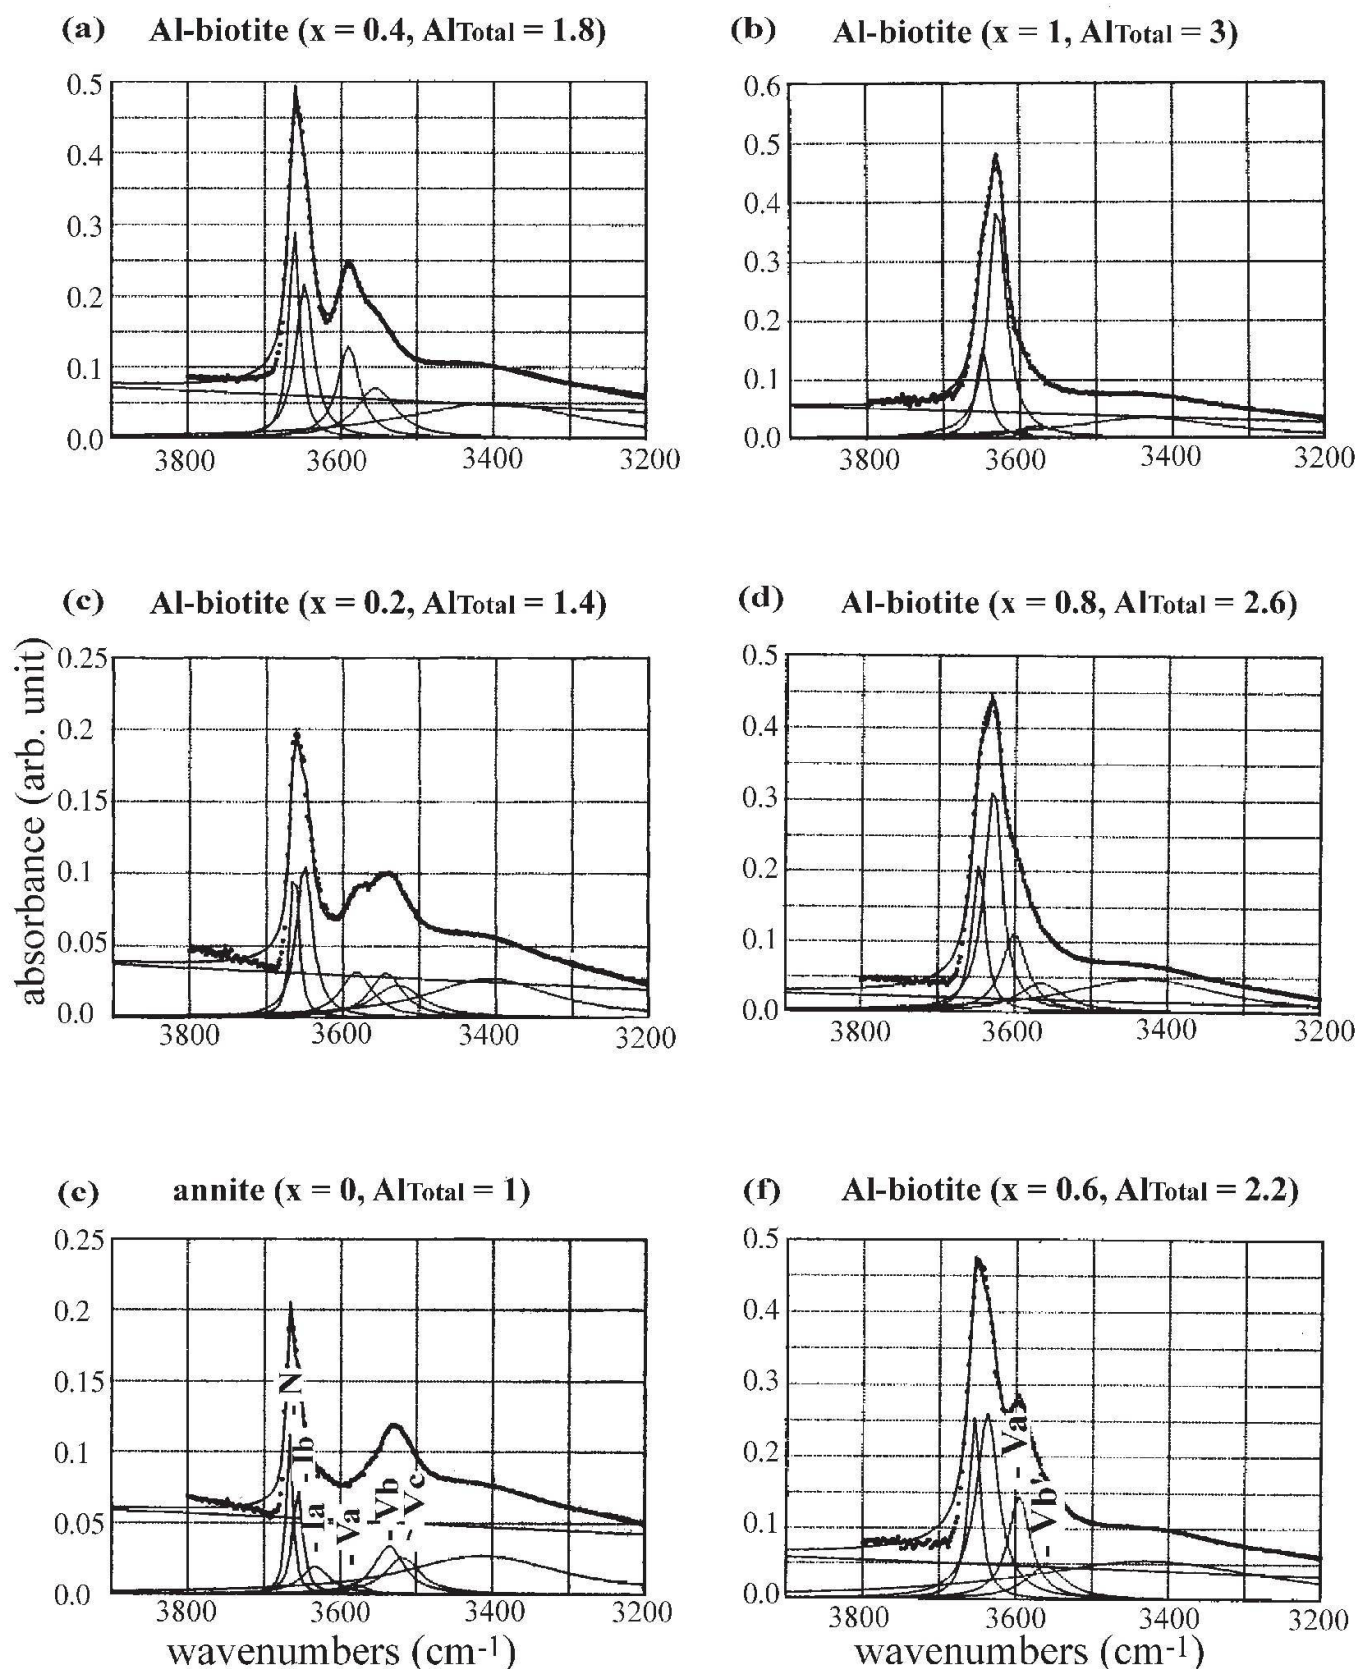 (a) Al-biotite (x = 0.4, AlTotal = 1.8)
0.5
0.4
0.3
0.2
0.1
0.0
3800 3600 3400 3200
(b) Al-biotite (x = 1, AlTotal = 3)
0.6
0.5
0.4
0.3
0.2
0.1
0.0
3800 3600 3400 3200
(c) Al-biotite (x = 0.2, AlTotal = 1.4)
absorbance (arb. unit)
0.25
0.2
0.15
0.1
0.05
0.0
3800 3600 3400 3200
(d) Al-biotite (x = 0.8, AlTotal = 2.6)
0.5
0.4
0.3
0.2
0.1
0.0
3800 3600 3400 3200
(e) annite (x = 0, AlTotal = 1)
0.25
0.2
0.15
0.1
0.05
0.0
N
Ib
Ia
Va
Vb
Vc
3800 3600 3400 3200
wavenumbers (cm-1)
(f) Al-biotite (x = 0.6, AlTotal = 2.2)
0.5
0.4
0.3
0.2
0.1
0.0
Va
Vb
3800 3600 3400 3200
wavenumbers (cm-1)